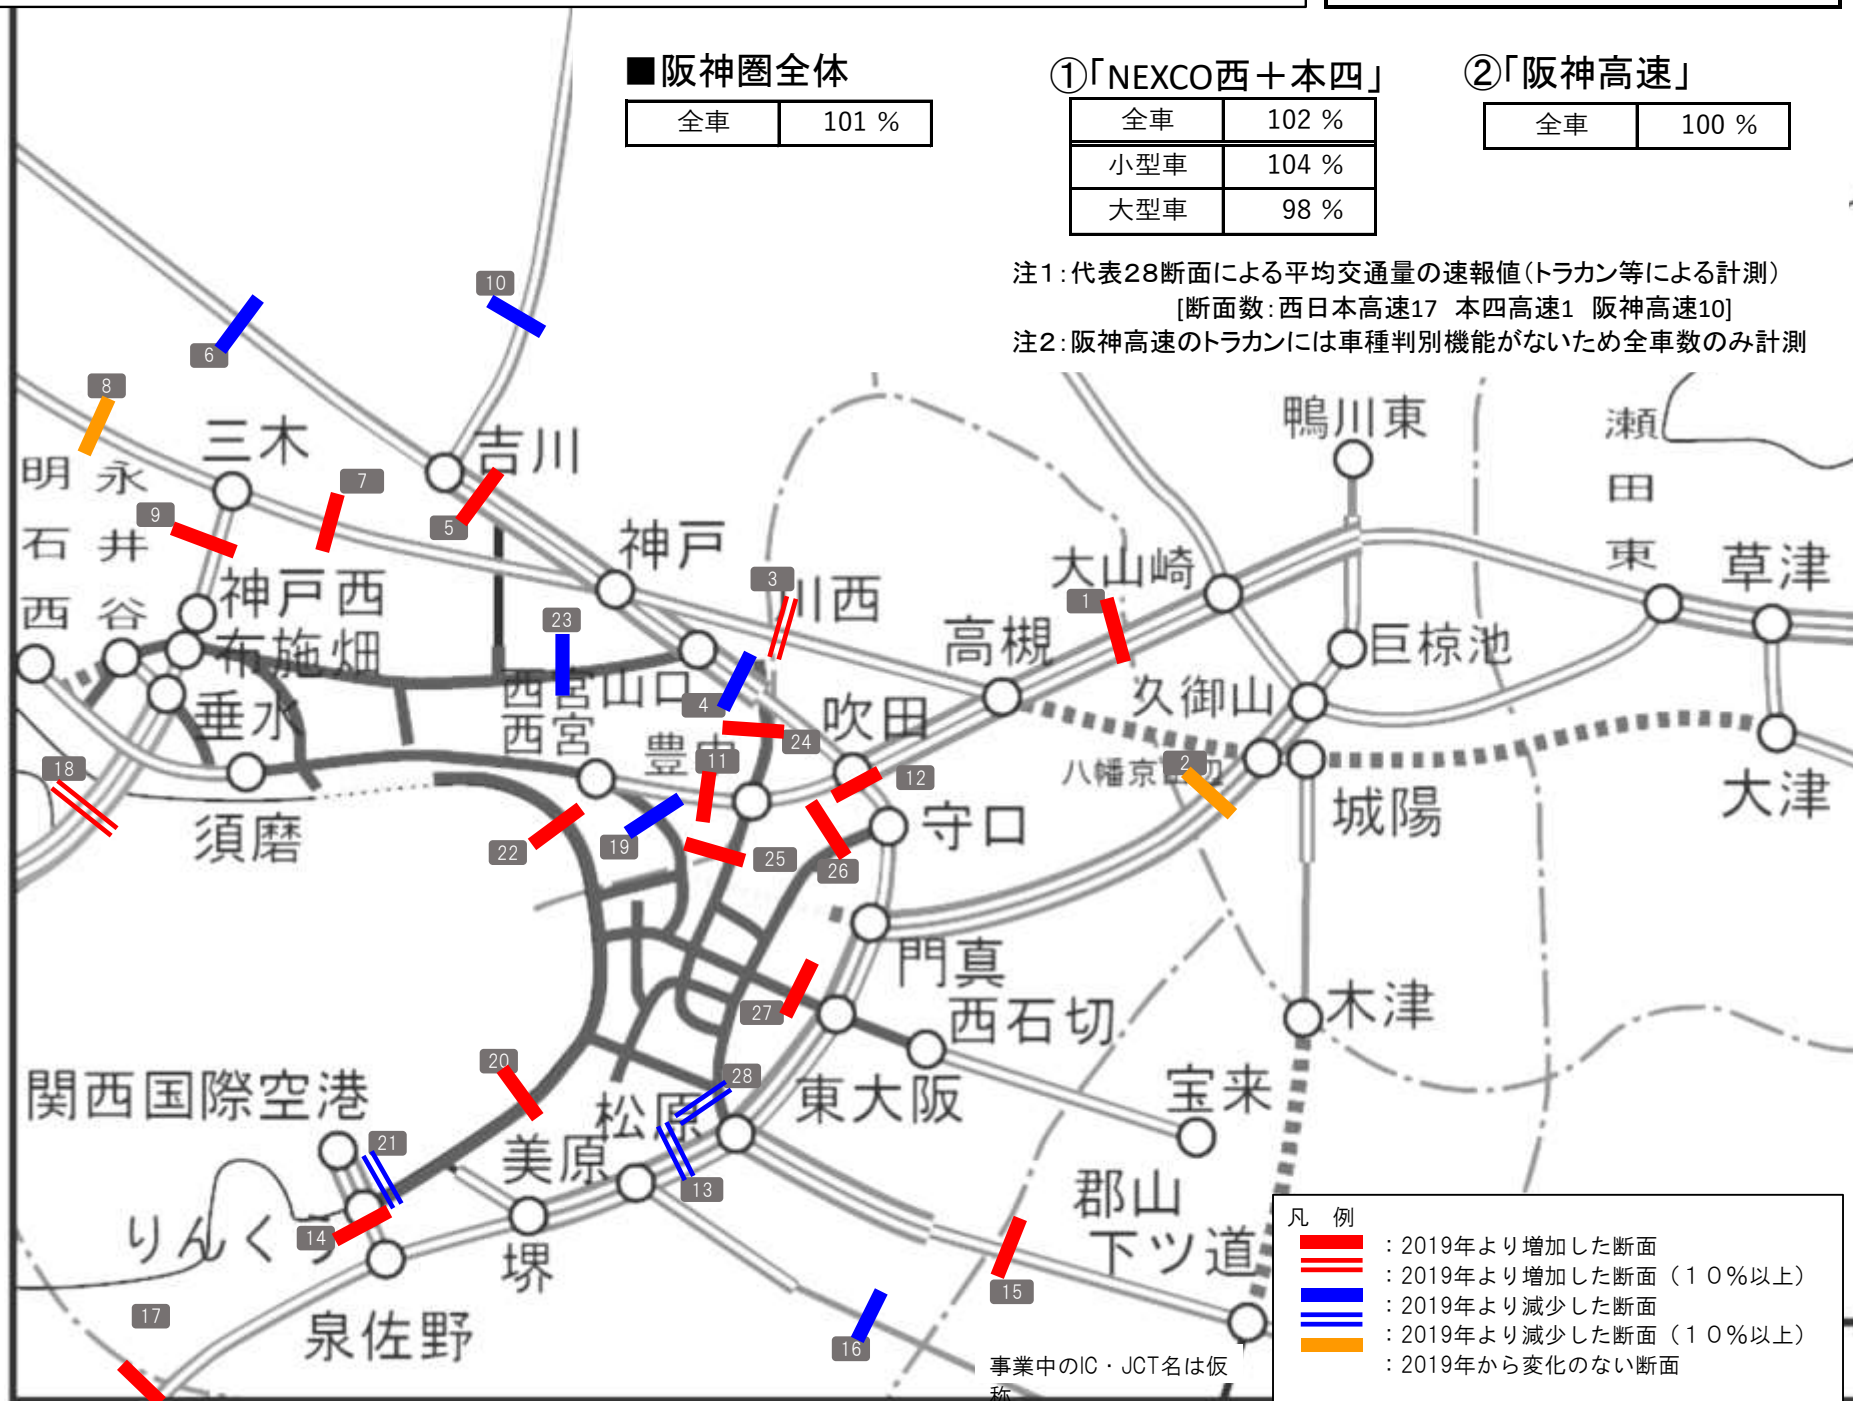 ■阪神圏全体
全車 101 %
①「NEXCO西＋本四」
全車 102 %
小型車 104 %
大型車 98 %
②「阪神高速」
全車 100 %
注１：代表２８断面による平均交通量の速報値（トラカン等による計測）
[断面数：西日本高速17 本四高速1 阪神高速10]
注２：阪神高速のトラカンには車種判別機能がないため全車数のみ計測
10
6
8
鴨川東
瀬田東
三木
吉川
明石西
永井谷
7
9
5
神戸
大山崎
草津
3
川西
1
神戸西
23
高槻
巨椋池
布施畑
西宮山口
久御山
垂水
西宮
4
吹田
24
豊中
11
18
12
2
八幡京田辺
大津
須磨
城陽
守口
22
19
25
26
門真
27
西石切
木津
20
28
関西国際空港
松原
東大阪
宝来
21
美原
13
郡山
りんくう
14
下ツ道
堺
15
17
泉佐野
16
事業中のIC・JCT名は仮
称
凡 例
：2019年より増加した断面
：2019年より増加した断面（１０％以上）
：2019年より減少した断面
：2019年より減少した断面（１０％以上）
：2019年から変化のない断面